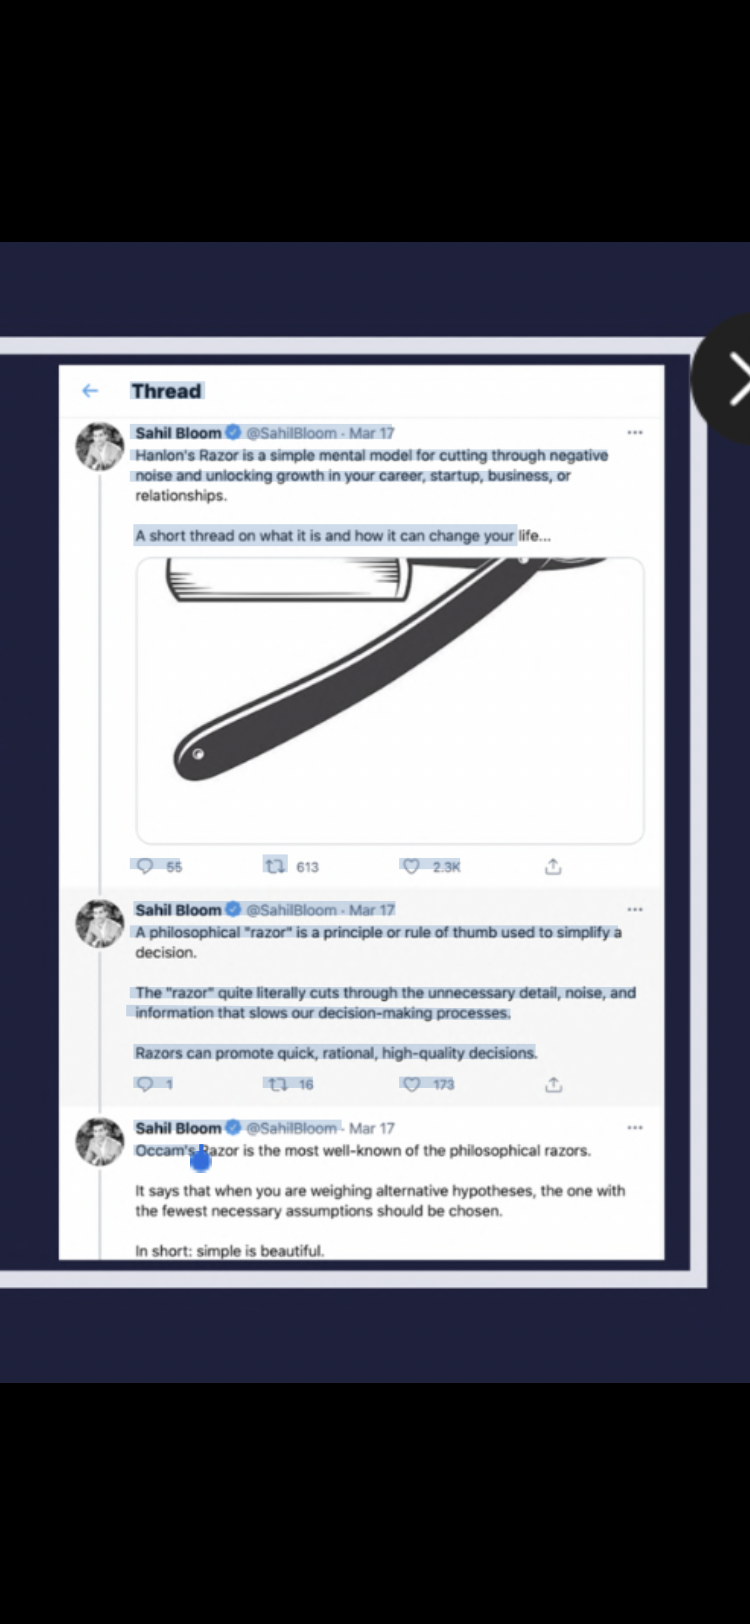 Thread
Sahil Bloom @SahilBloom · Mar 17
Hanlon's Razor is a simple mental model for cutting through negative
noise and unlocking growth in your career, startup, business, or
relationships.
A short thread on what it is and how it can change your life...
55 613 2.3K
Sahil Bloom @SahilBloom · Mar 17
A philosophical "razor" is a principle or rule of thumb used to simplify a
decision.
The "razor" quite literally cuts through the unnecessary detail, noise, and
information that slows our decision-making processes.
Razors can promote quick, rational, high-quality decisions.
1 16 173
Sahil Bloom @SahilBloom · Mar 17
Occam's Razor is the most well-known of the philosophical razors.
It says that when you are weighing alternative hypotheses, the one with
the fewest necessary assumptions should be chosen.
In short: simple is beautiful.